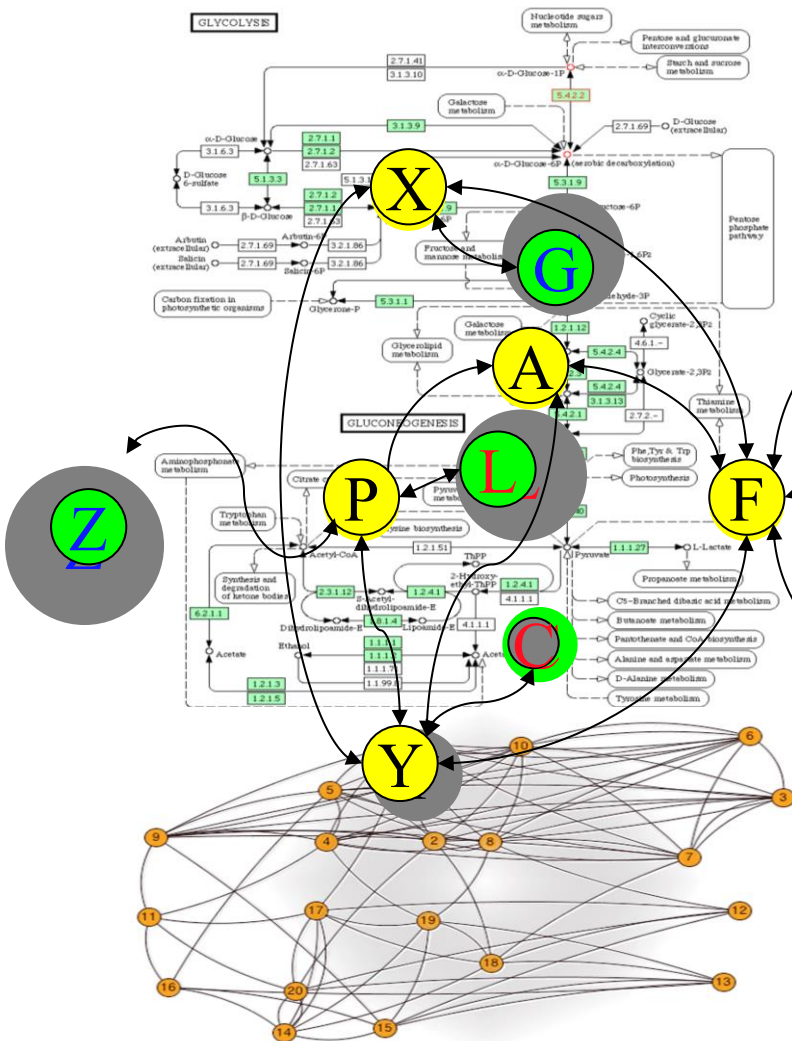 GLYCOLYSIS
Nucleotide sugars
metabolism
Pentose and glucuronate
interconversions
Starch and sucrose
metabolism
2.7.1.41
3.1.3.10
α-D-Glucose-1P
5.4.2.2
Galactose
metabolism
3.1.3.9
2.7.1.69
D-Glucose
(extracellular)
α-D-Glucose
2.7.1.1
2.7.1.2
2.7.1.63
3.1.6.3
α-D-Glucose-6P
(aerobic decarboxylation)
D-Glucose
6-sulfate
5.1.3.3
5.3.1.9
2.7.1.2
2.7.1.1
2.7.1.63
3.1.6.3
β-D-Glucose
X
Pentose
phosphate
pathway
Arbutin
(extracellular)
2.7.1.69
Arbutin-6P
3.2.1.86
Salicin
(extracellular)
2.7.1.69
Salicin-6P
3.2.1.86
Fructose and
mannose metabolism
G
Carbon fixation in
photosynthetic organisms
Glycerone-P
5.3.1.1
Galactose
metabolism
1.2.1.12
Cyclic
glycerate-2,3P2
Glycerolipid
metabolism
4.6.1.-
5.4.2.4
A
Glycerate-2,3P2
5.4.2.4
3.1.3.13
5.4.2.1
2.7.2.-
Thiamine
metabolism
GLUCONEOGENESIS
Aminophosphonate
metabolism
Phe,Tyr & Trp
biosynthesis
Photosynthesis
P
L
F
Z
Tryptophan
metabolism
Acetyl-CoA
1.2.1.51
Pyruvate
1.1.1.27
L-Lactate
Propanoate metabolism
ThPP
2-Hydroxy-
ethyl-ThPP
Synthesis and
degradation
of ketone bodies
2.3.1.12
1.2.4.1
1.2.4.1
4.1.1.1
S-Acetyl-
dihydrolipoamide-E
6.2.1.1
Dihydrolipoamide-E
1.8.1.4
Lipoamide-E
4.1.1.1
C5-Branched dibasic acid metabolism
Butanoate metabolism
Pantothenate and CoA biosynthesis
Alanine and aspartate metabolism
D-Alanine metabolism
Tyrosine metabolism
C
Acetate
Ethanol
1.1.1.1
1.2.1.3
1.2.1.5
Y
10
6
5
3
9
4
2
8
7
11
17
19
12
16
20
18
13
14
15